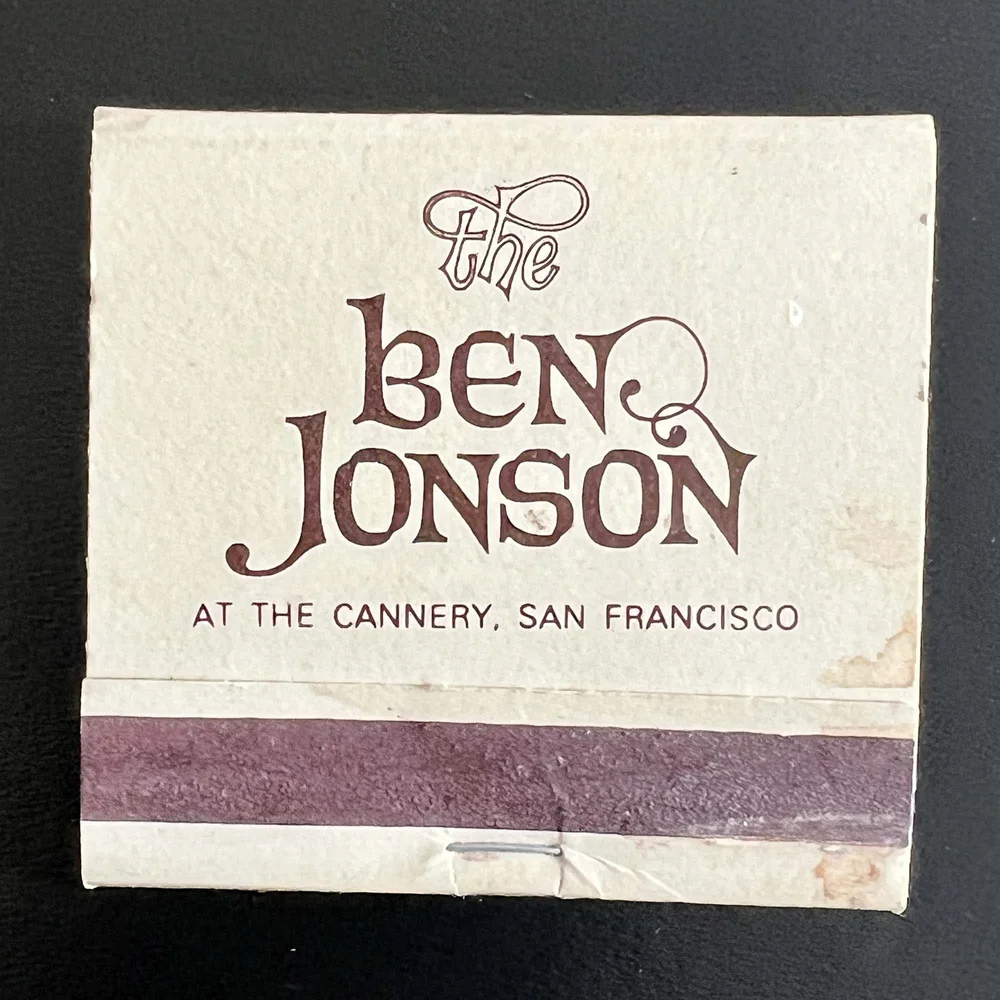 the
BEN
JONSON
AT THE CANNERY, SAN FRANCISCO